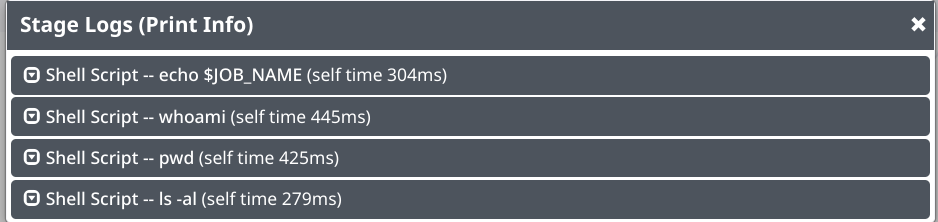 Stage Logs (Print Info)
Shell Script -- echo $JOB_NAME (self time 304ms)
Shell Script -- whoami (self time 445ms)
Shell Script -- pwd (self time 425ms)
Shell Script -- ls -al (self time 279ms)